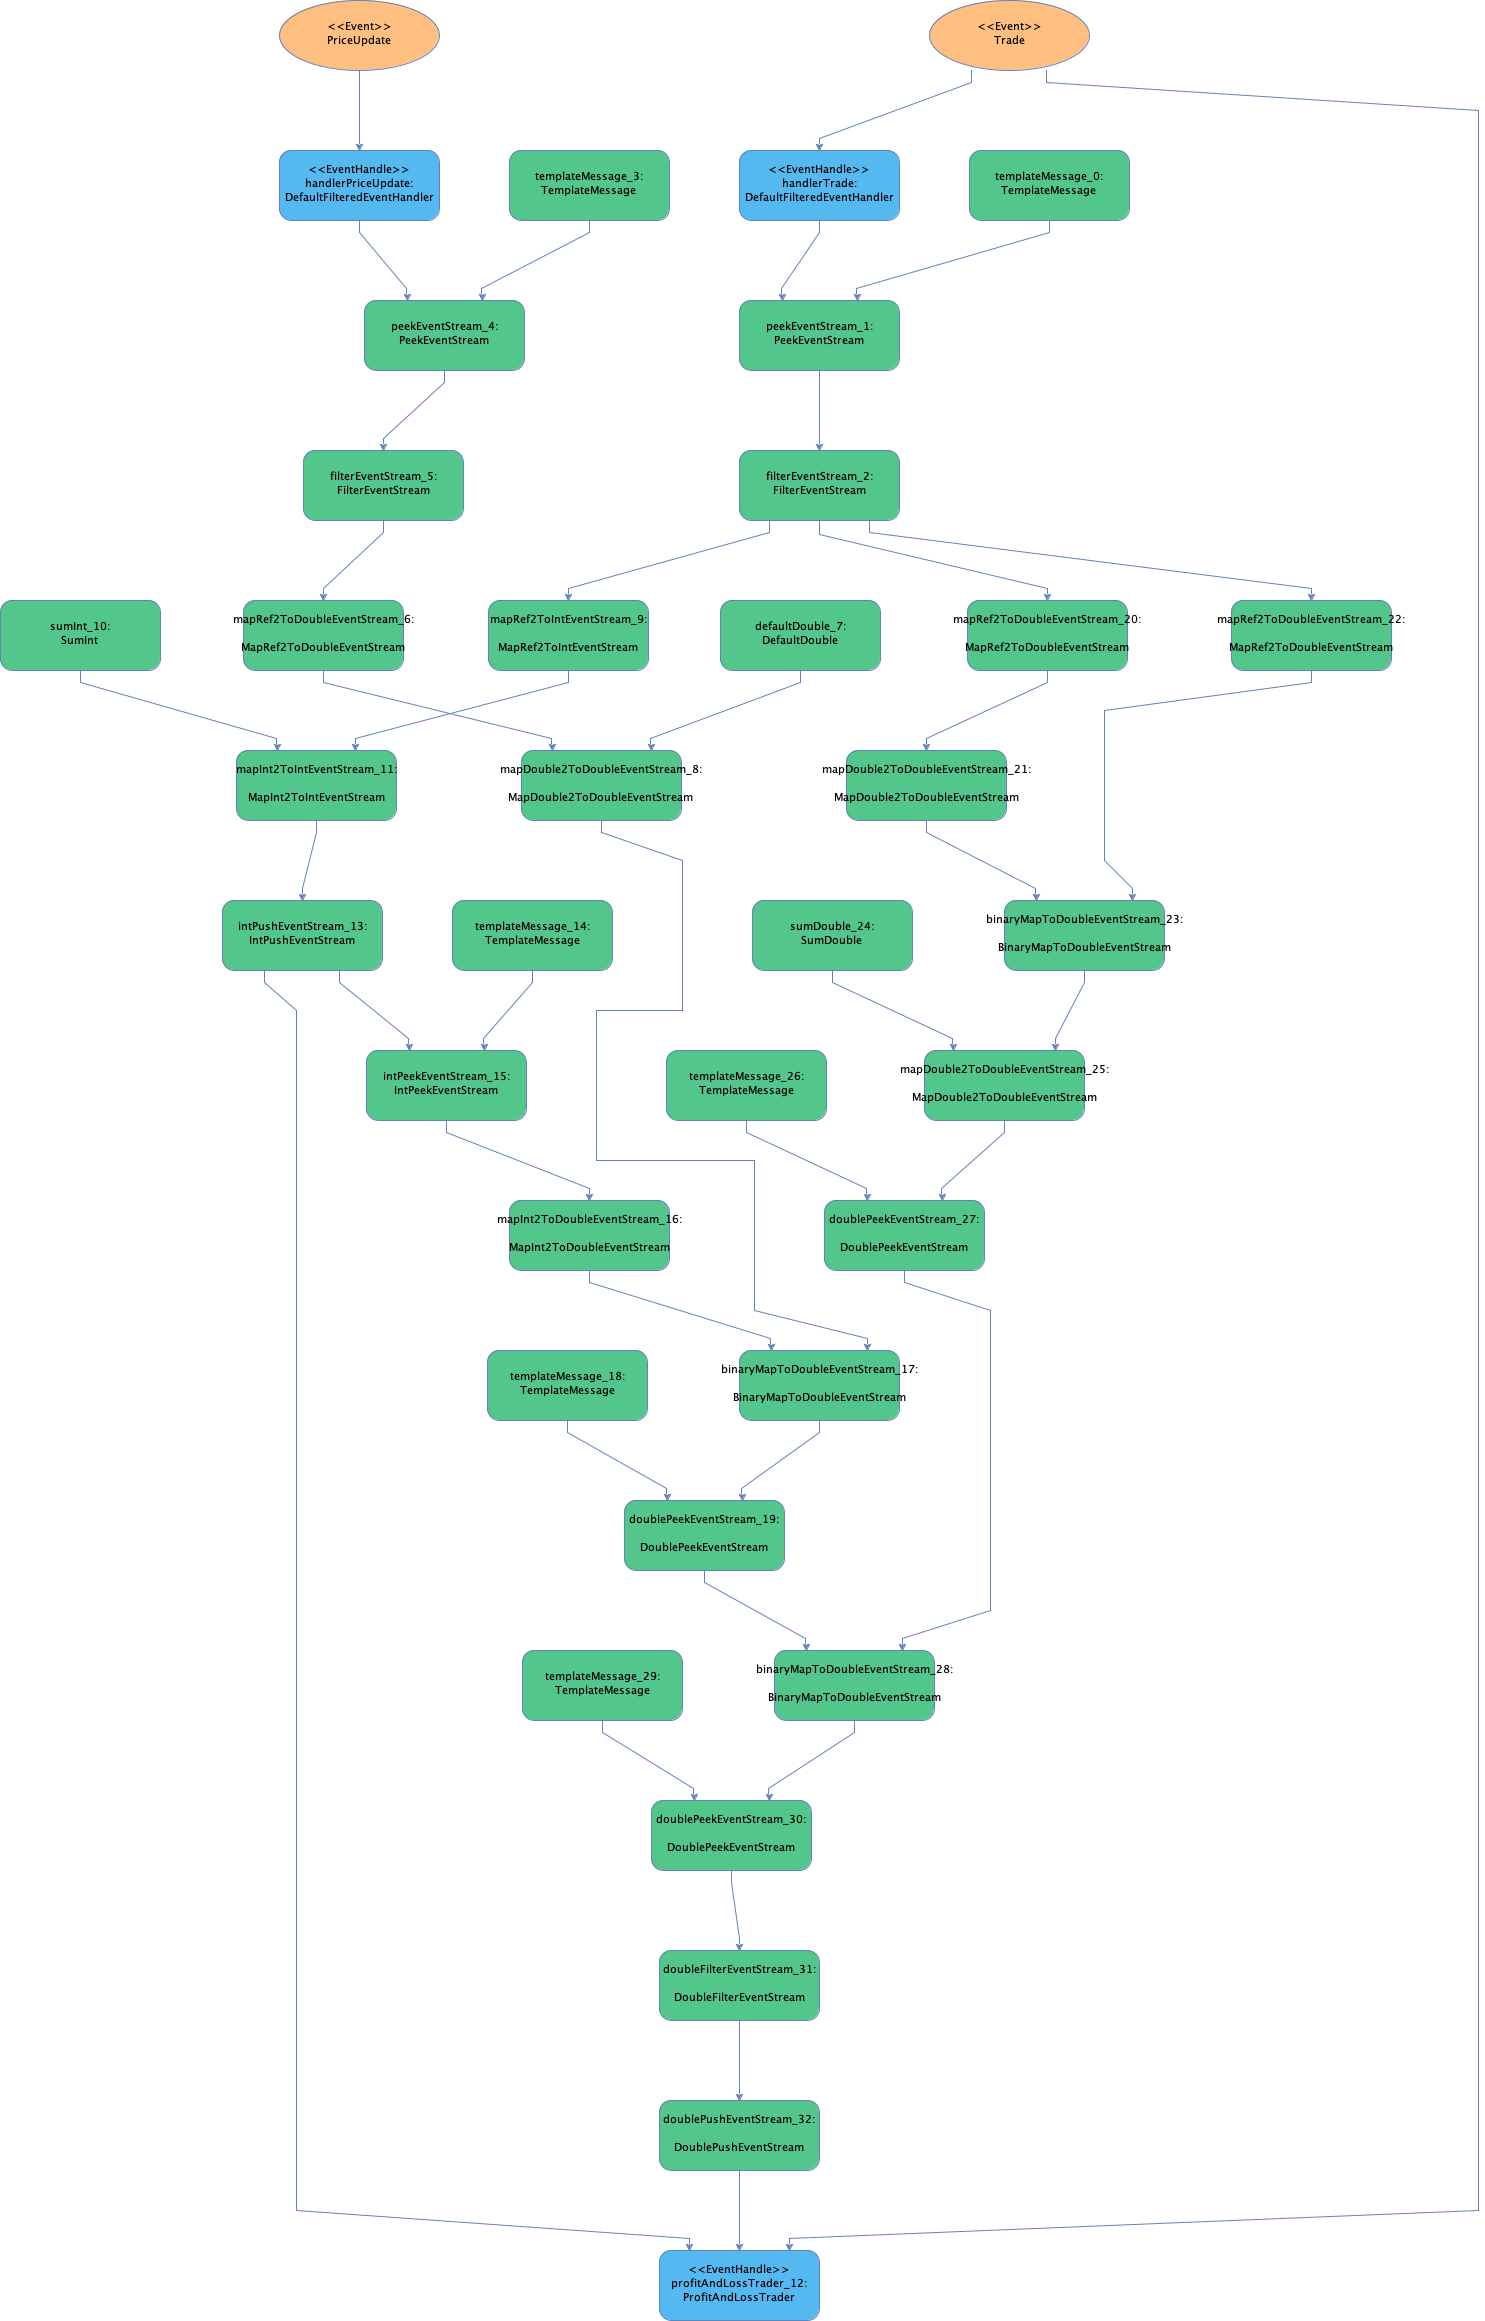 <<Event>>
PriceUpdate
<<Event>>
Trade
<<EventHandle>>
handlerPriceUpdate:
DefaultFilteredEventHandler
templateMessage_3:
TemplateMessage
<<EventHandle>>
handlerTrade:
DefaultFilteredEventHandler
templateMessage_0:
TemplateMessage
peekEventStream_4:
PeekEventStream
peekEventStream_1:
PeekEventStream
filterEventStream_5:
FilterEventStream
filterEventStream_2:
FilterEventStream
sumInt_10:
SumInt
mapRef2ToDoubleEventStream_6:
MapRef2ToDoubleEventStream
mapRef2ToIntEventStream_9:
MapRef2ToIntEventStream
defaultDouble_7:
DefaultDouble
mapRef2ToDoubleEventStream_20:
MapRef2ToDoubleEventStream
mapRef2ToDoubleEventStream_22:
MapRef2ToDoubleEventStream
mapInt2ToIntEventStream_11:
MapInt2ToIntEventStream
mapDouble2ToDoubleEventStream_8:
MapDouble2ToDoubleEventStream
mapDouble2ToDoubleEventStream_21:
MapDouble2ToDoubleEventStream
intPushEventStream_13:
IntPushEventStream
templateMessage_14:
TemplateMessage
sumDouble_24:
SumDouble
binaryMapToDoubleEventStream_23:
BinaryMapToDoubleEventStream
intPeekEventStream_15:
IntPeekEventStream
templateMessage_26:
TemplateMessage
mapDouble2ToDoubleEventStream_25:
MapDouble2ToDoubleEventStream
mapInt2ToDoubleEventStream_16:
MapInt2ToDoubleEventStream
doublePeekEventStream_27:
DoublePeekEventStream
templateMessage_18:
TemplateMessage
binaryMapToDoubleEventStream_17:
BinaryMapToDoubleEventStream
doublePeekEventStream_19:
DoublePeekEventStream
templateMessage_29:
TemplateMessage
binaryMapToDoubleEventStream_28:
BinaryMapToDoubleEventStream
doublePeekEventStream_30:
DoublePeekEventStream
doubleFilterEventStream_31:
DoubleFilterEventStream
doublePushEventStream_32:
DoublePushEventStream
<<EventHandle>>
profitAndLossTrader_12:
ProfitAndLossTrader